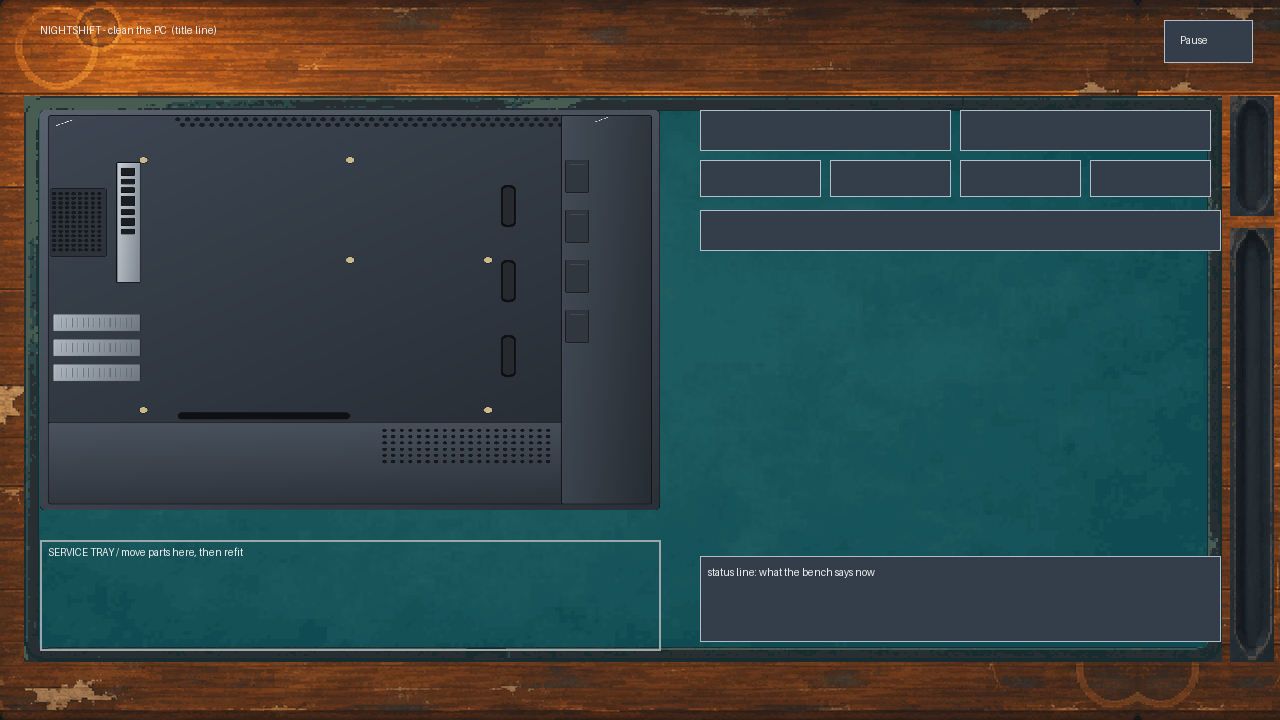 NIGHTSHIFT - clean the PC (title line)
Pause
SERVICE TRAY / move parts here, then refit
status line: what the bench says now